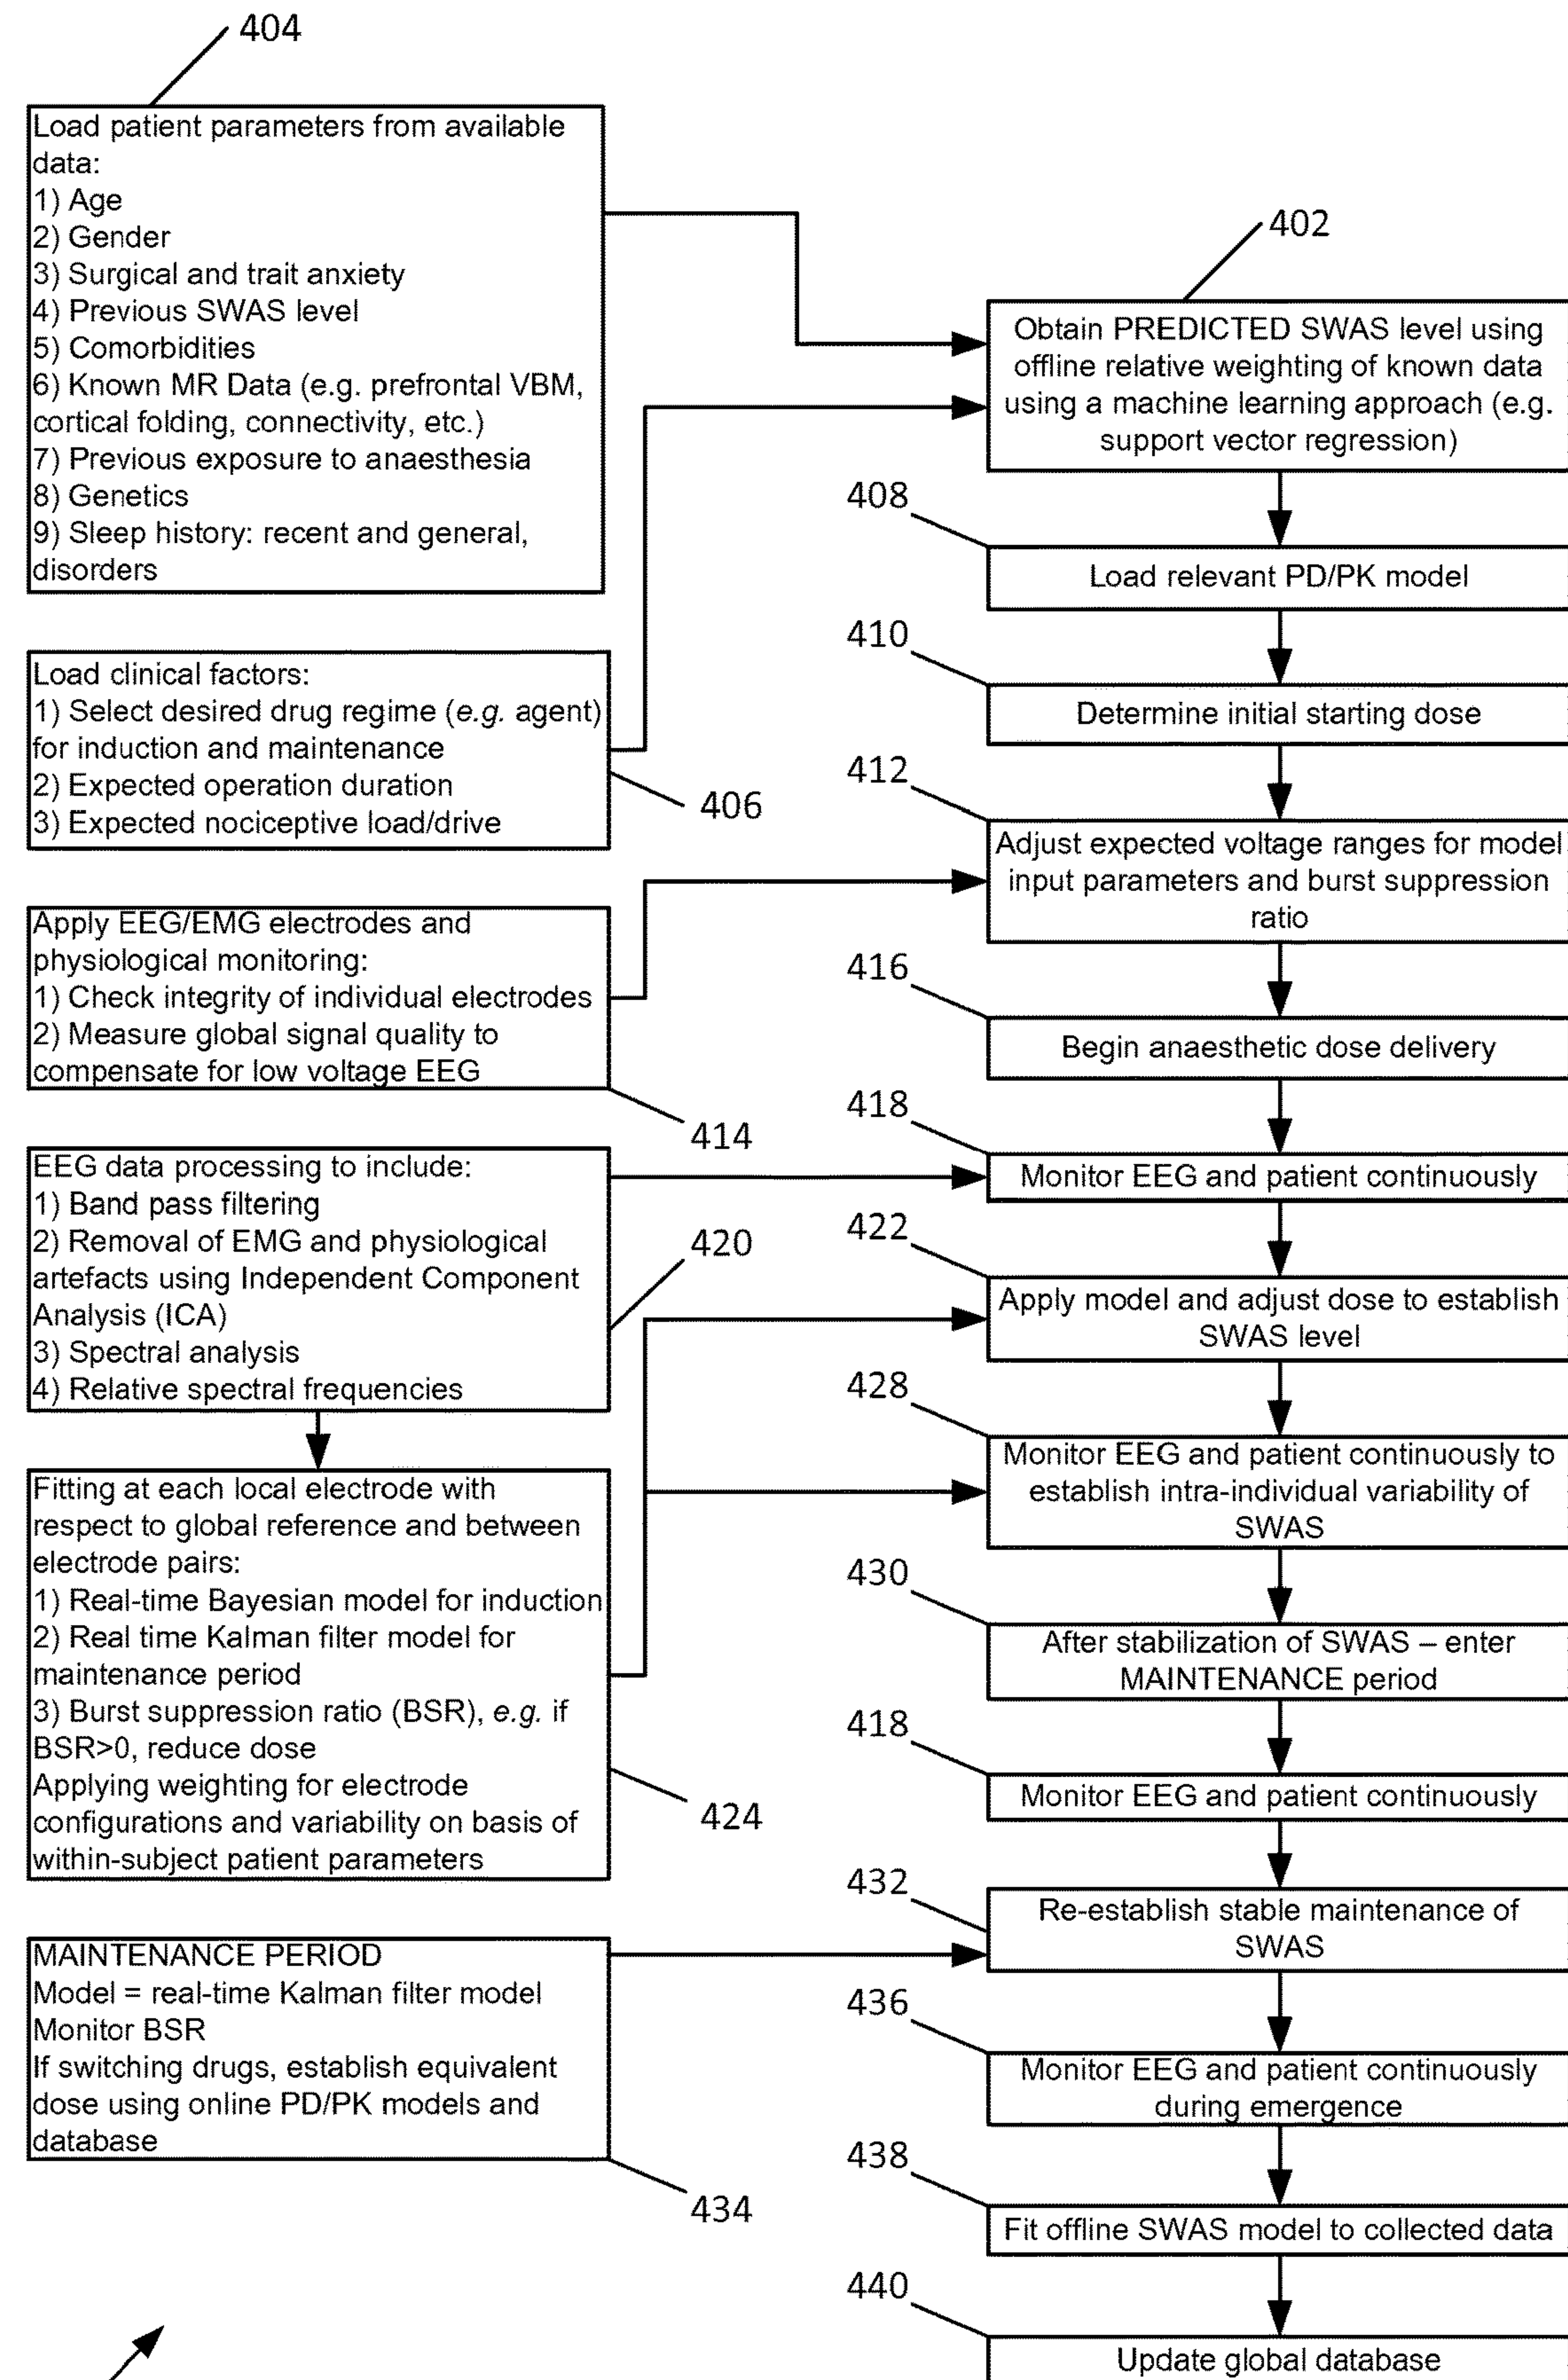 404
Load patient parameters from available
data:
1) Age
2) Gender
3) Surgical and trait anxiety
4) Previous SWAS level
5) Comorbidities
6) Known MR Data (e.g. prefrontal VBM,
cortical folding, connectivity, etc.)
7) Previous exposure to anaesthesia
8) Genetics
9) Sleep history: recent and general,
disorders
Load clinical factors:
1) Select desired drug regime (e.g. agent)
for induction and maintenance
2) Expected operation duration
3) Expected nociceptive load/drive
406
Apply EEG/EMG electrodes and
physiological monitoring:
1) Check integrity of individual electrodes
2) Measure global signal quality to
compensate for low voltage EEG
414
EEG data processing to include:
1) Band pass filtering
2) Removal of EMG and physiological
artefacts using Independent Component
Analysis (ICA)
3) Spectral analysis
4) Relative spectral frequencies
420
Fitting at each local electrode with
respect to global reference and between
electrode pairs:
1) Real-time Bayesian model for induction
2) Real time Kalman filter model for
maintenance period
3) Burst suppression ratio (BSR), e.g. if
BSR>0, reduce dose
Applying weighting for electrode
configurations and variability on basis of
within-subject patient parameters
424
MAINTENANCE PERIOD
Model = real-time Kalman filter model
Monitor BSR
If switching drugs, establish equivalent
dose using online PD/PK models and
database
434
402
Obtain PREDICTED SWAS level using
offline relative weighting of known data
using a machine learning approach (e.g.
support vector regression)
408
Load relevant PD/PK model
410
Determine initial starting dose
412
Adjust expected voltage ranges for model
input parameters and burst suppression
ratio
416
Begin anaesthetic dose delivery
418
Monitor EEG and patient continuously
422
Apply model and adjust dose to establish
SWAS level
428
Monitor EEG and patient continuously to
establish intra-individual variability of
SWAS
430
After stabilization of SWAS – enter
MAINTENANCE period
418
Monitor EEG and patient continuously
432
Re-establish stable maintenance of
SWAS
436
Monitor EEG and patient continuously
during emergence
438
Fit offline SWAS model to collected data
440
Update global database